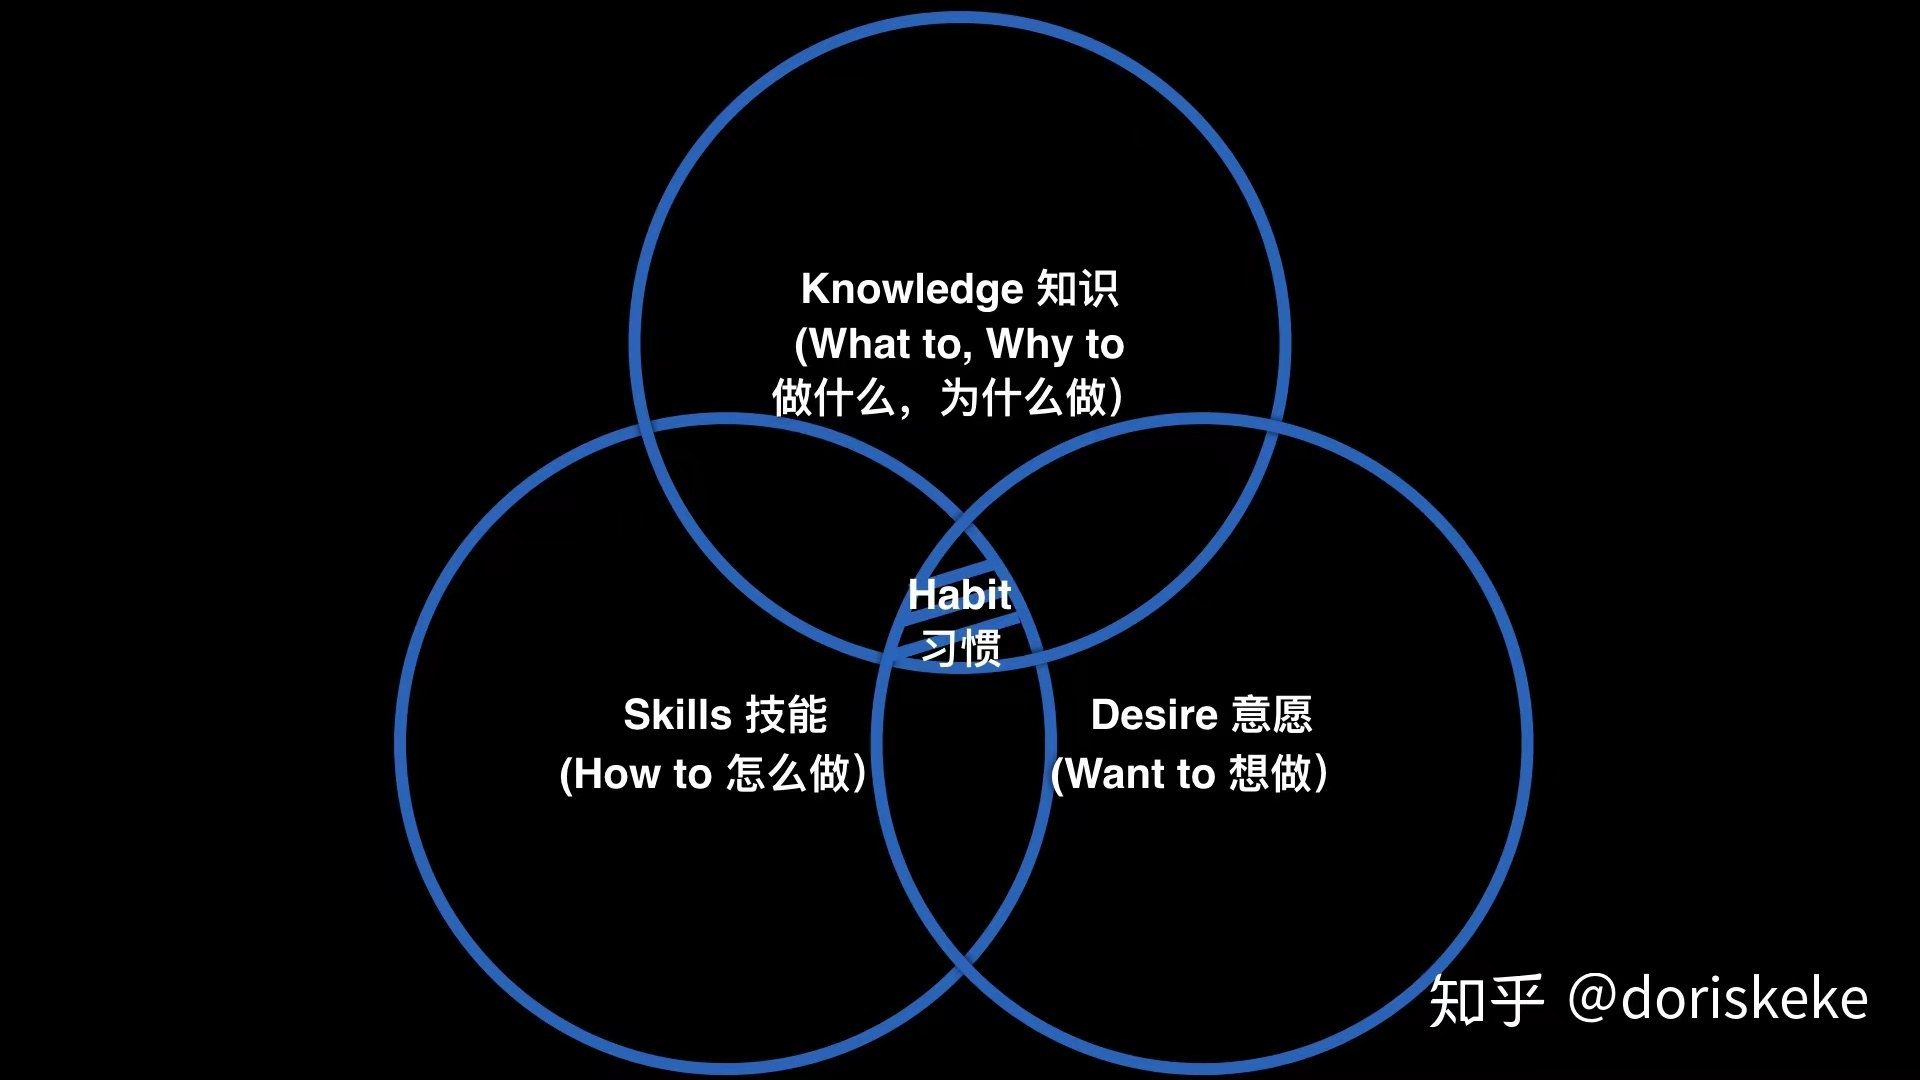 Knowledge 知识
(What to, Why to
做什么，为什么做）
Habit
习惯
Skills 技能
(How to 怎么做）
Desire 意愿
(Want to 想做）
知乎 @doriskeke